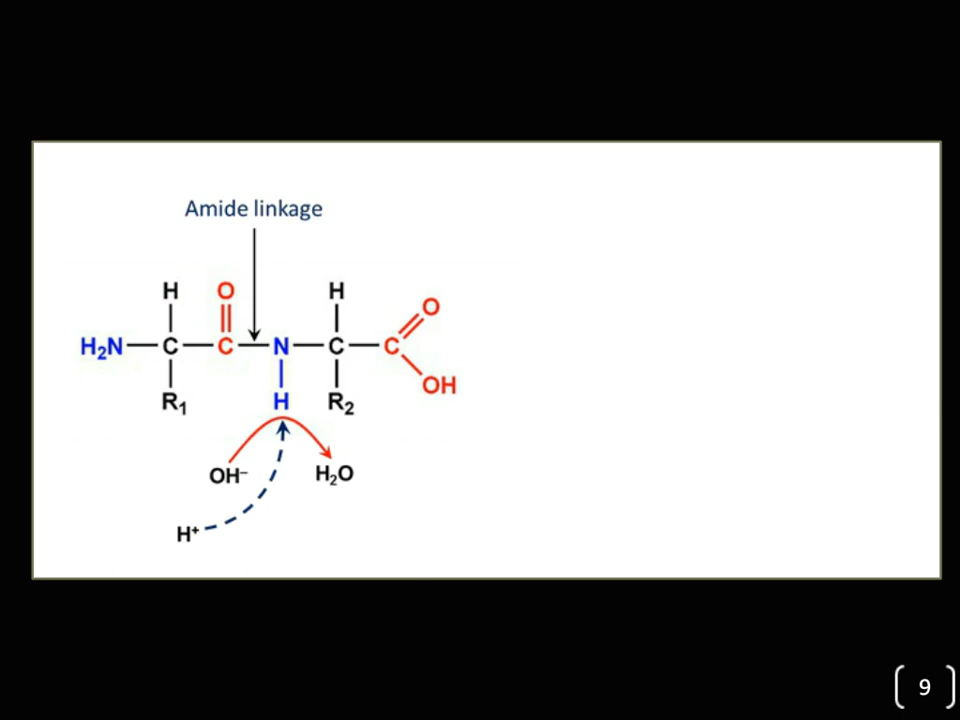 Amide linkage
H O H O
H₂N C C N C C
OH
R₁ H R₂
OH⁻ H₂O
H⁺
9